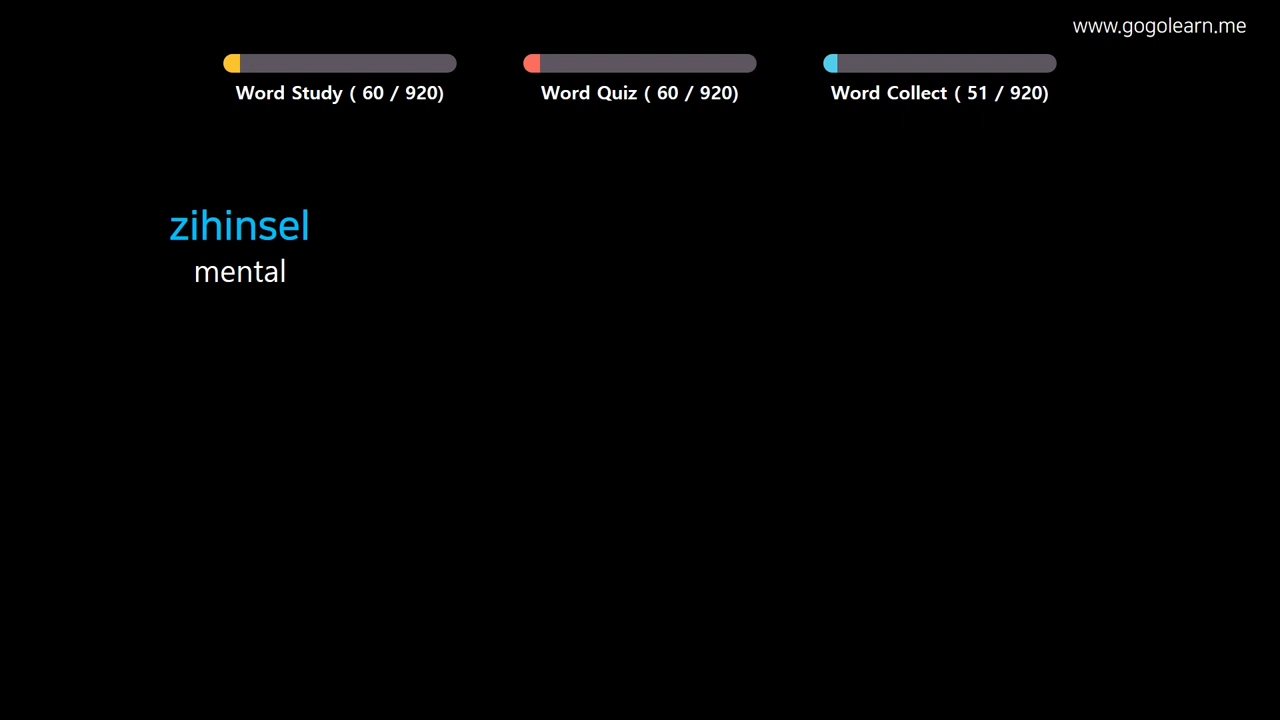 www.gogolearn.me
Word Study ( 60 / 920)
Word Quiz ( 60 / 920)
Word Collect ( 51 / 920)
zihinsel
mental